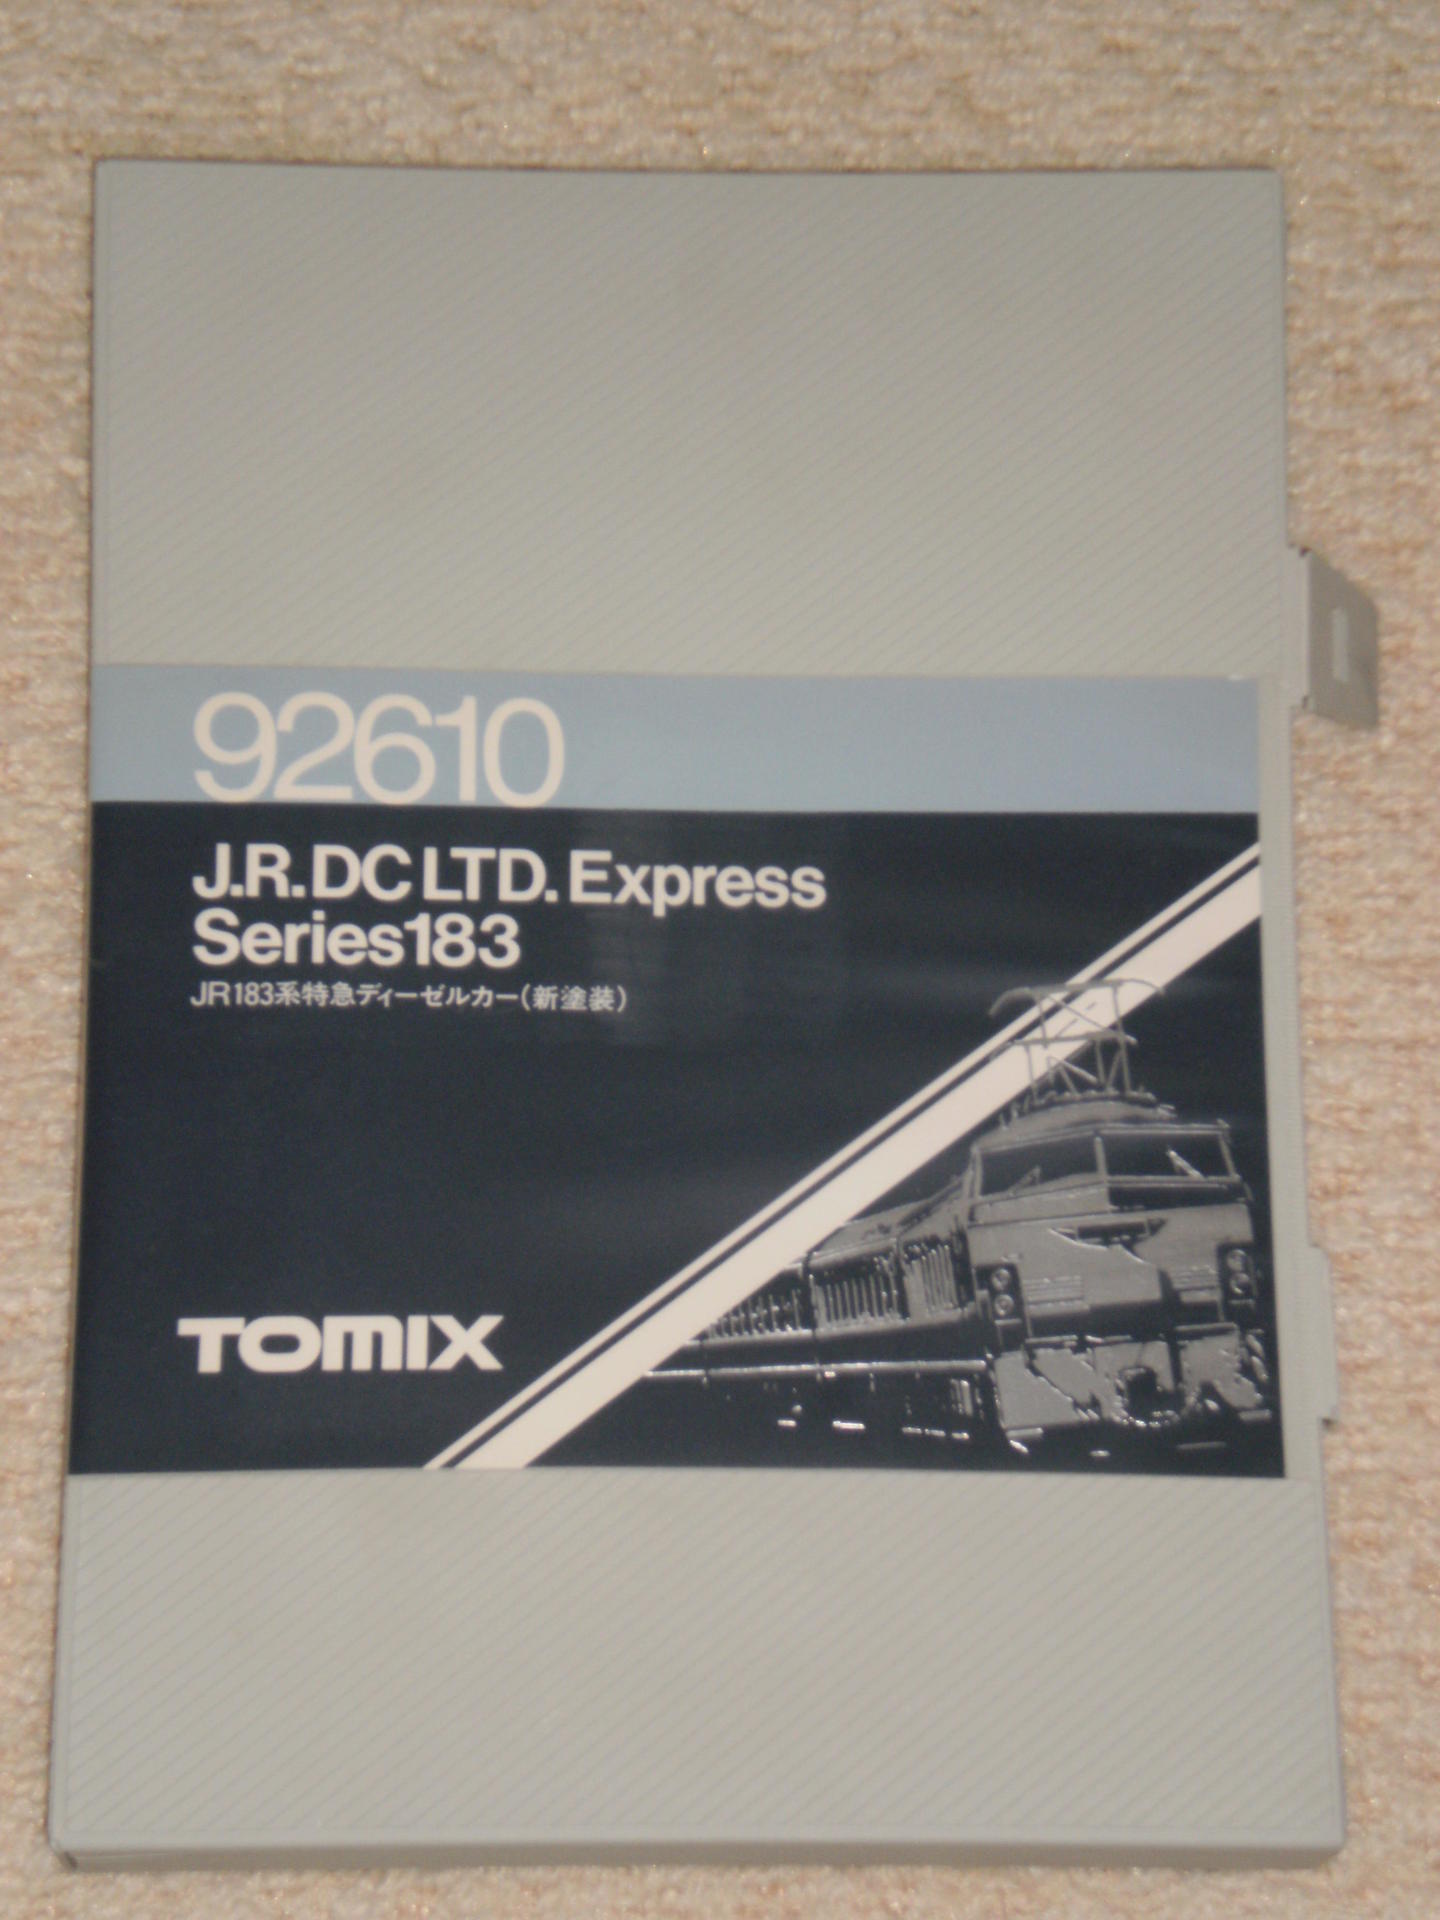 92610
J.R.DC LTD. Express
Series183
JR183系特急ディーゼルカー(新塗装)
TOMIX